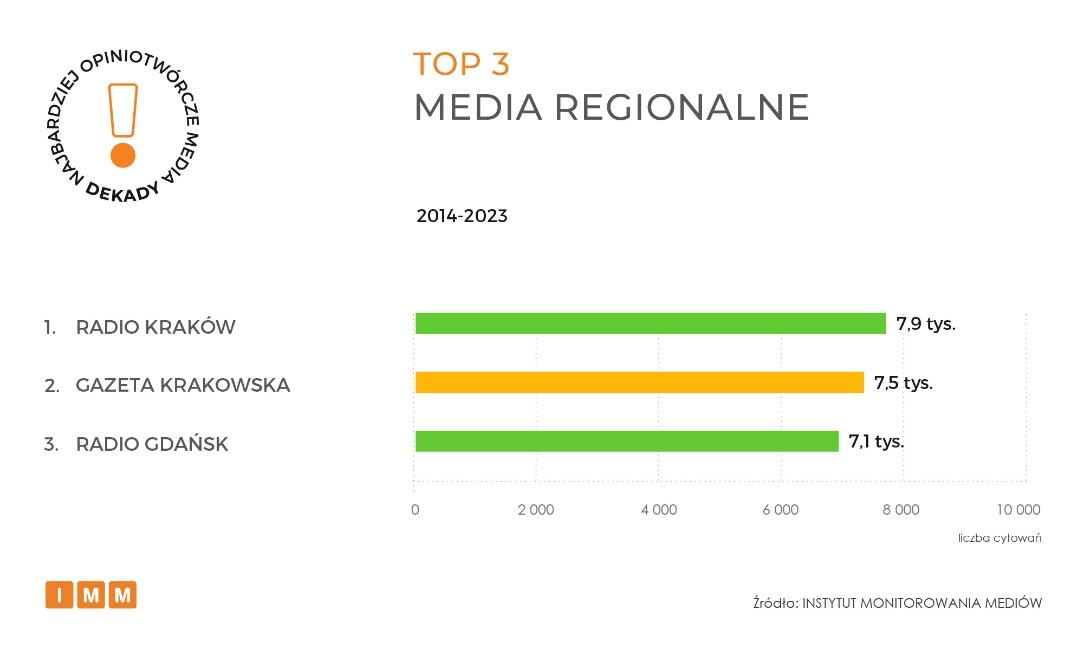 NAJBARDZIEJ OPINIOTWÓRCZE MEDIA DEKADY
TOP 3
MEDIA REGIONALNE
2014-2023
1. RADIO KRAKÓW
7,9 tys.
2. GAZETA KRAKOWSKA
7,5 tys.
3. RADIO GDAŃSK
7,1 tys.
0 2 000 4 000 6 000 8 000 10 000
liczba cytowań
IMM
Źródło: INSTYTUT MONITOROWANIA MEDIÓW